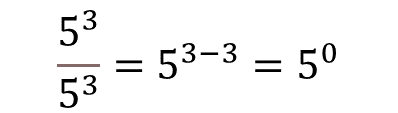 5³/5³ = 5³⁻³ = 5⁰